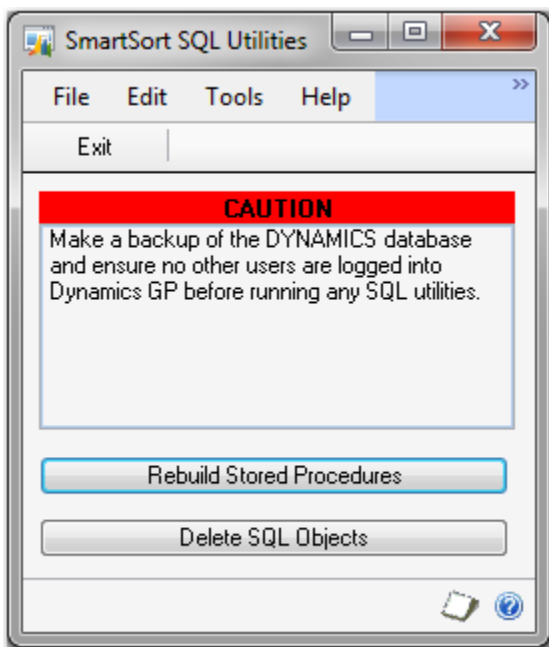 SmartSort SQL Utilities
File Edit Tools Help
Exit
CAUTION
Make a backup of the DYNAMICS database
and ensure no other users are logged into
Dynamics GP before running any SQL utilities.
Rebuild Stored Procedures
Delete SQL Objects